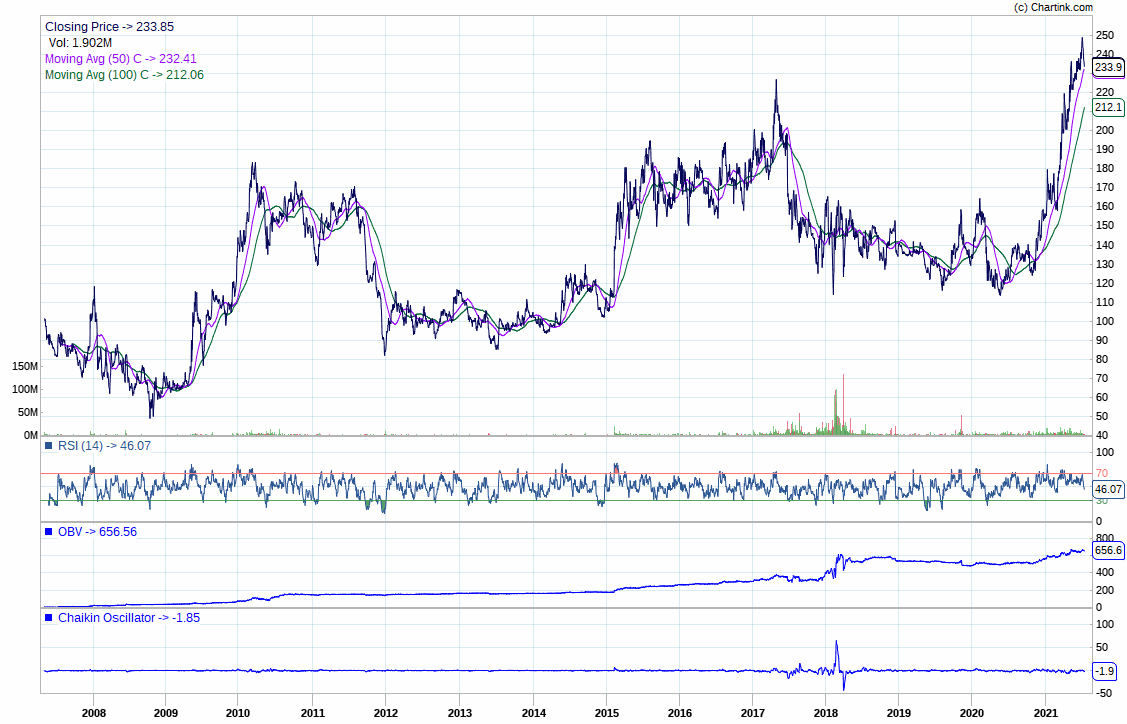 (c) Chartink.com
Closing Price -> 233.85
Vol: 1.902M
Moving Avg (50) C -> 232.41
Moving Avg (100) C -> 212.06
250
240
233.9
220
212.1
200
190
180
170
160
150
140
130
120
110
100
90
80
70
60
50
40
150M
100M
50M
0M
RSI (14) -> 46.07
100
70
46.07
30
0
OBV -> 656.56
800
656.6
400
200
0
Chaikin Oscillator -> -1.85
100
50
-1.9
-50
2008 2009 2010 2011 2012 2013 2014 2015 2016 2017 2018 2019 2020 2021